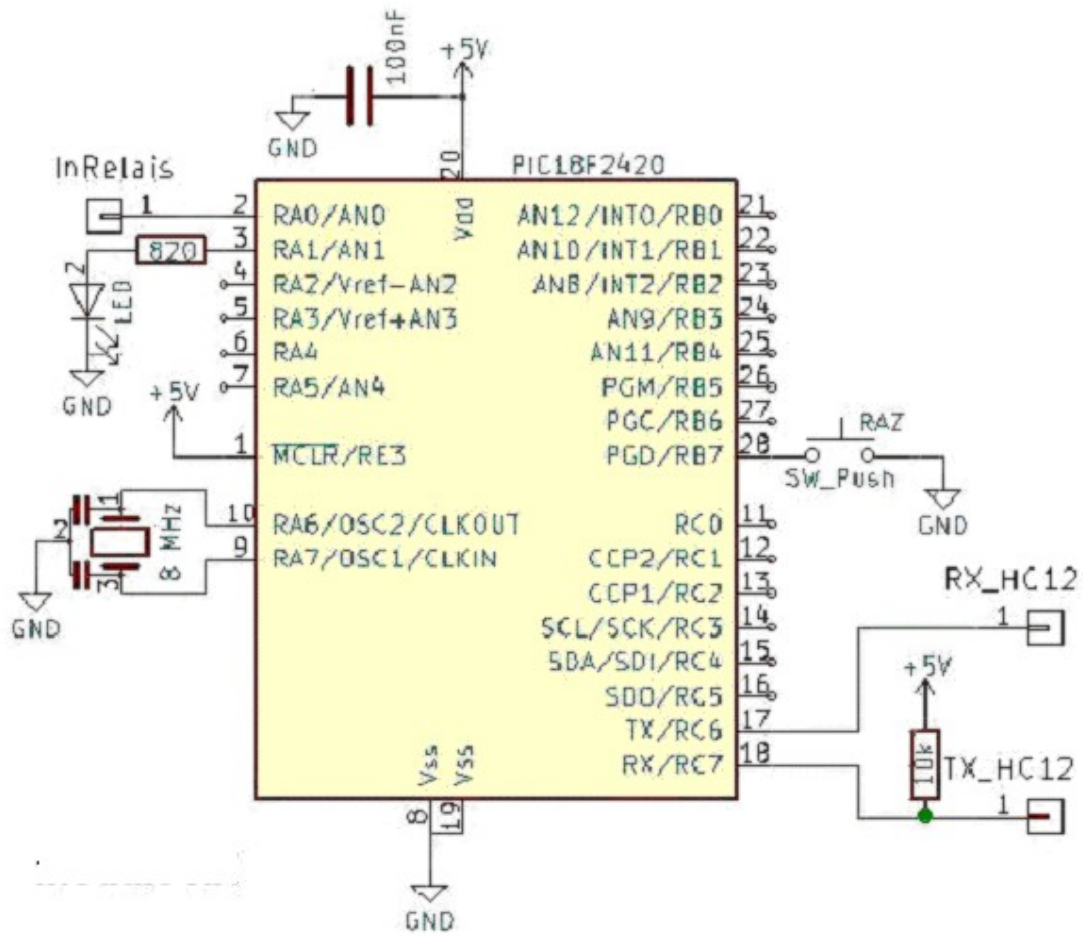 100nF
+5V
GND
20
PIC18F2420
InRelais
1
2 RA0/AN0
Vdd
AN12/INT0/RB0 21
820
3 RA1/AN1
AN10/INT1/RB1 22
2
LED
GND
4 RA2/Vref-AN2
AN8/INT2/RB2 23
5 RA3/Vref+AN3
AN9/RB3 24
6 RA4
AN11/RB4 25
7 RA5/AN4
PGM/RB5 26
PGC/RB6 27
+5V
1 MCLR/RE3
PGD/RB7 28
RAZ
SW_Push
GND
1
2
3
8 MHz
GND
10 RA6/OSC2/CLKOUT
RC0 11
9 RA7/OSC1/CLKIN
CCP2/RC1 12
CCP1/RC2 13
SCL/SCK/RC3 14
SDA/SDI/RC4 15
SDO/RC5 16
TX/RC6 17
RX/RC7 18
RX_HC12
1
+5V
10k
TX_HC12
1
Vss
Vss
8
19
GND